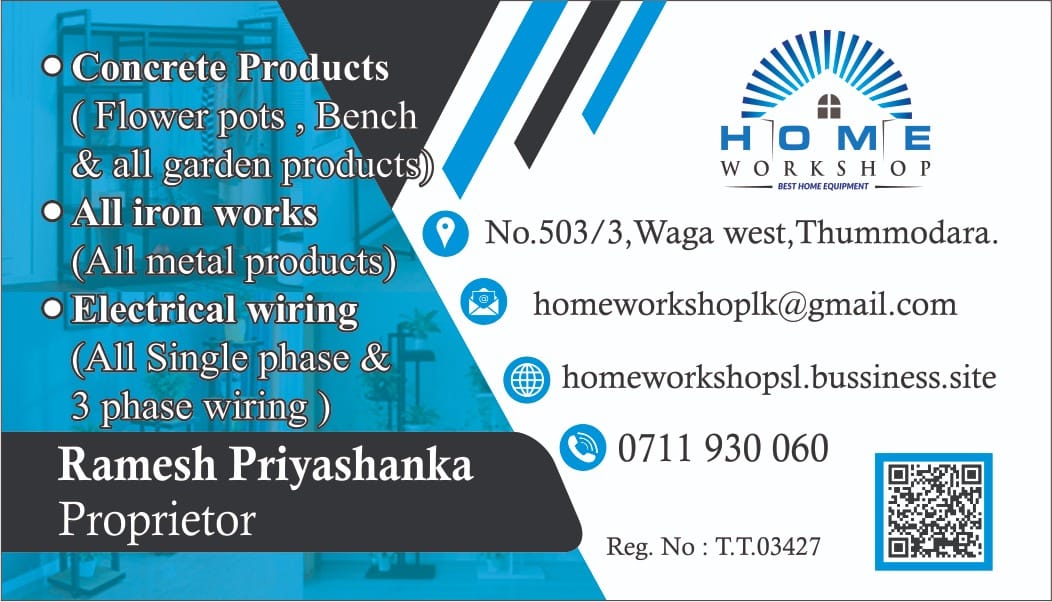 • Concrete Products
( Flower pots , Bench
& all garden products)
• All iron works
(All metal products)
• Electrical wiring
(All Single phase &
3 phase wiring )
Ramesh Priyashanka
Proprietor
HOME
WORKSHOP
BEST HOME EQUIPMENT
No.503/3,Waga west,Thummodara.
homeworkshoplk@gmail.com
homeworkshopsl.bussiness.site
0711 930 060
Reg. No : T.T.03427